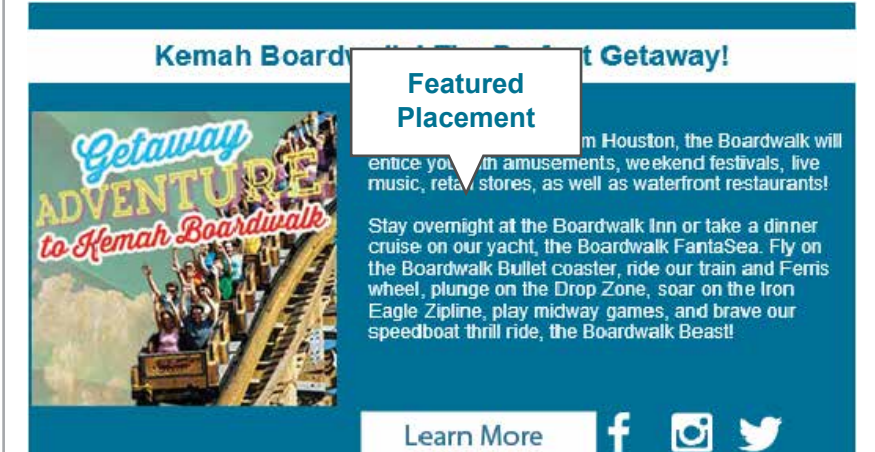 Kemah Boardw t Getaway!
Featured
Placement
m Houston, the Boardwalk will
entice you with amusements, weekend festivals, live
music, retail stores, as well as waterfront restaurants!
Stay overnight at the Boardwalk Inn or take a dinner
cruise on our yacht, the Boardwalk FantaSea. Fly on
the Boardwalk Bullet coaster, ride our train and Ferris
wheel, plunge on the Drop Zone, soar on the Iron
Eagle Zipline, play midway games, and brave our
speedboat thrill ride, the Boardwalk Beast!
Getaway
ADVENTURE
to Kemah Boardwalk
Learn More